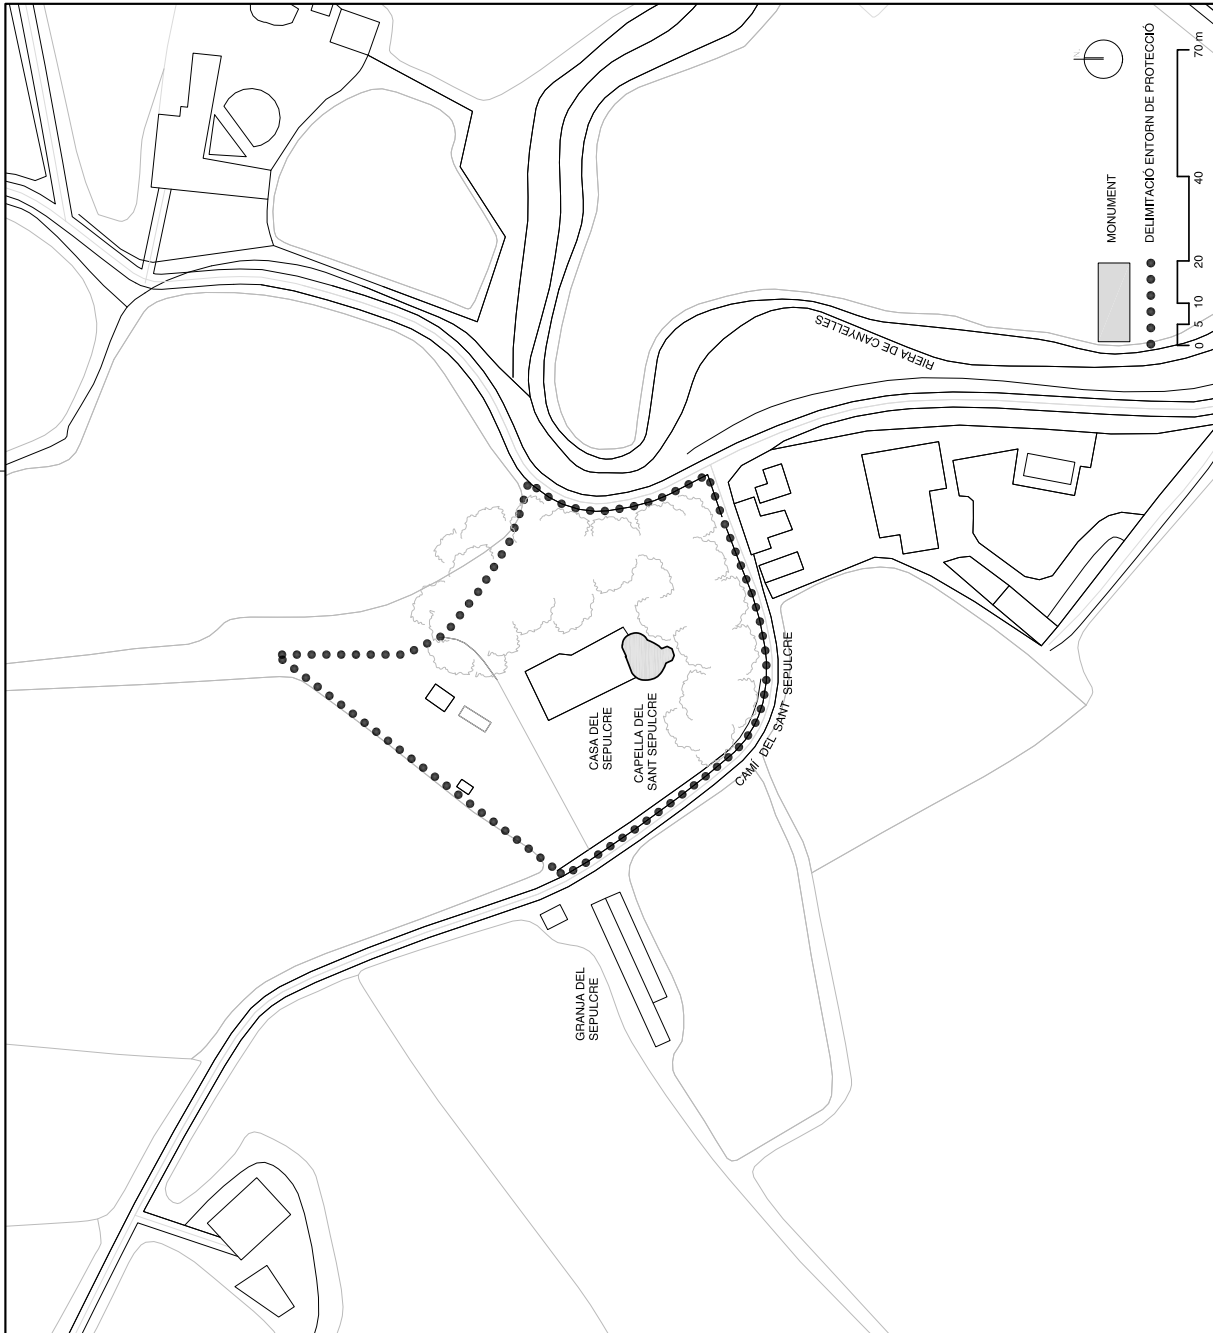 N
MONUMENT
DELIMITACIÓ ENTORN DE PROTECCIÓ
0 5 10 20 40 70 m
RIERA DE CANYELLES
CASA DEL
SEPULCRE
CAPELLA DEL
SANT SEPULCRE
CAMÍ DEL SANT SEPULCRE
GRANJA DEL
SEPULCRE